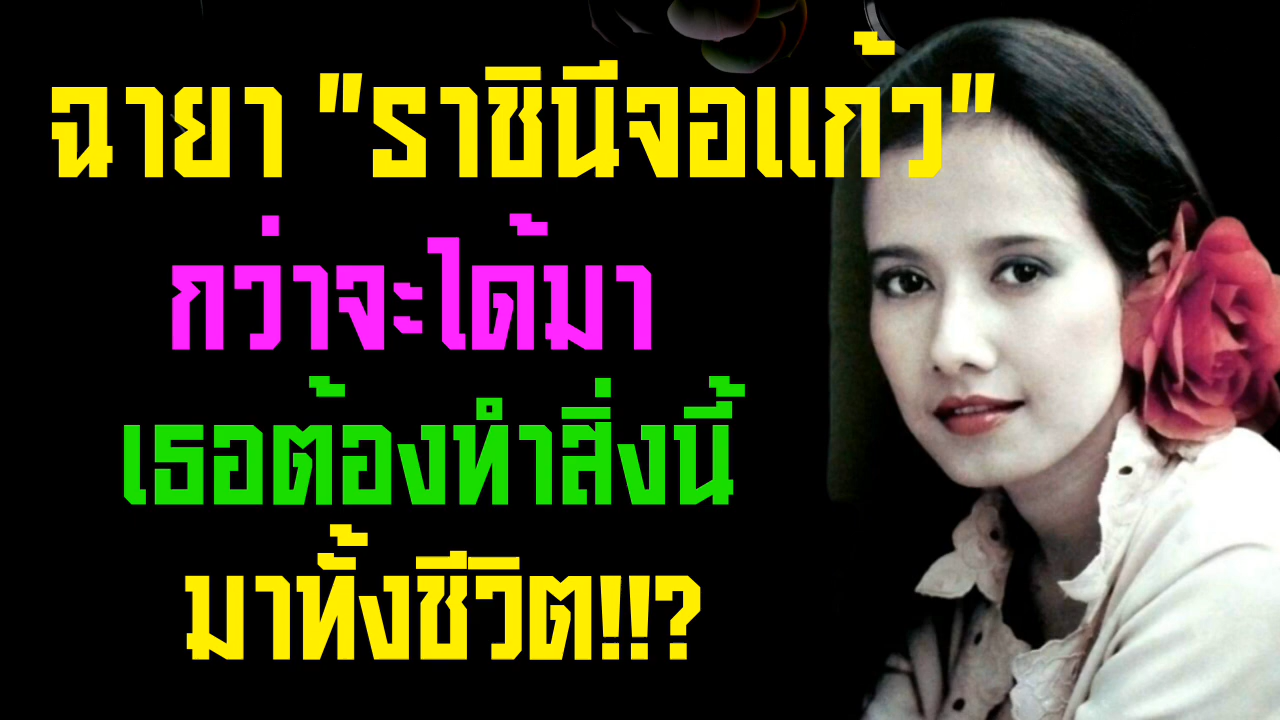 ฉายา "ราชินีจอแก้ว"
กว่าจะได้มา
เธอต้องทำสิ่งนี้
มาทั้งชีวิต!!?